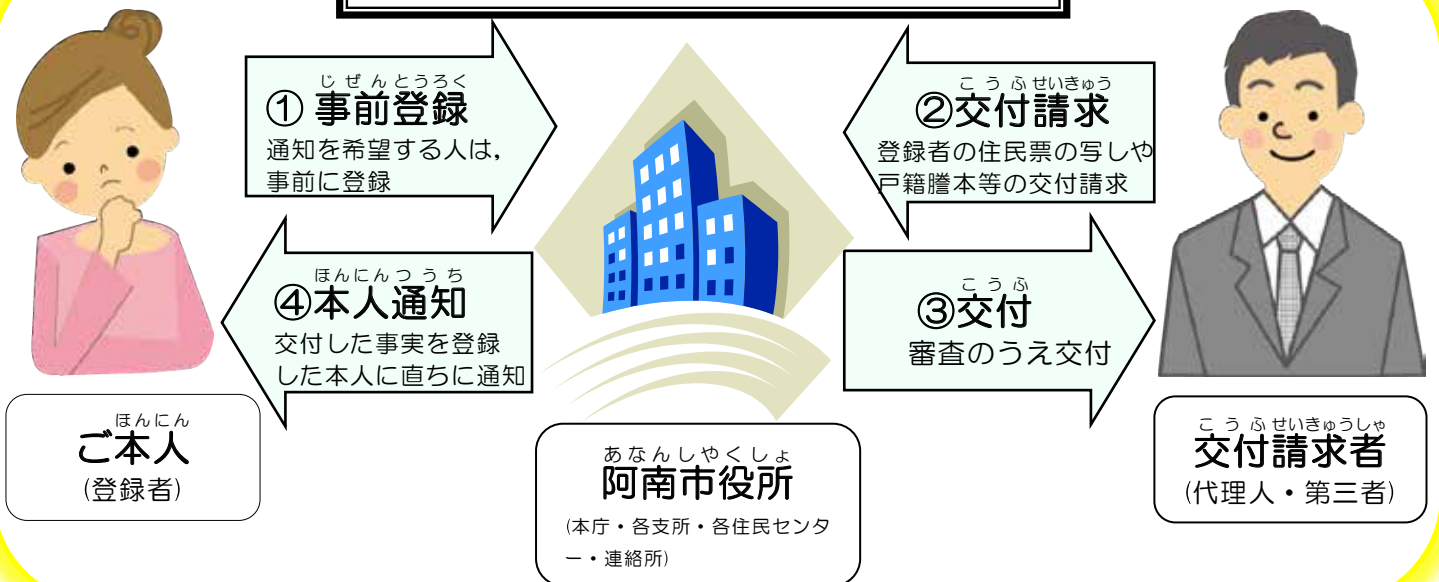 じぜんとうろく
① 事前登録
通知を希望する人は，
事前に登録
こうふせいきゅう
②交付請求
登録者の住民票の写しや
戸籍謄本等の交付請求
ほんにんつうち
④本人通知
交付した事実を登録
した本人に直ちに通知
こうふ
③交付
審査のうえ交付
ほんにん
ご本人
(登録者)
あなんしやくしょ
阿南市役所
(本庁・各支所・各住民センタ
ー・連絡所)
こうふせいきゅうしゃ
交付請求者
(代理人・第三者)